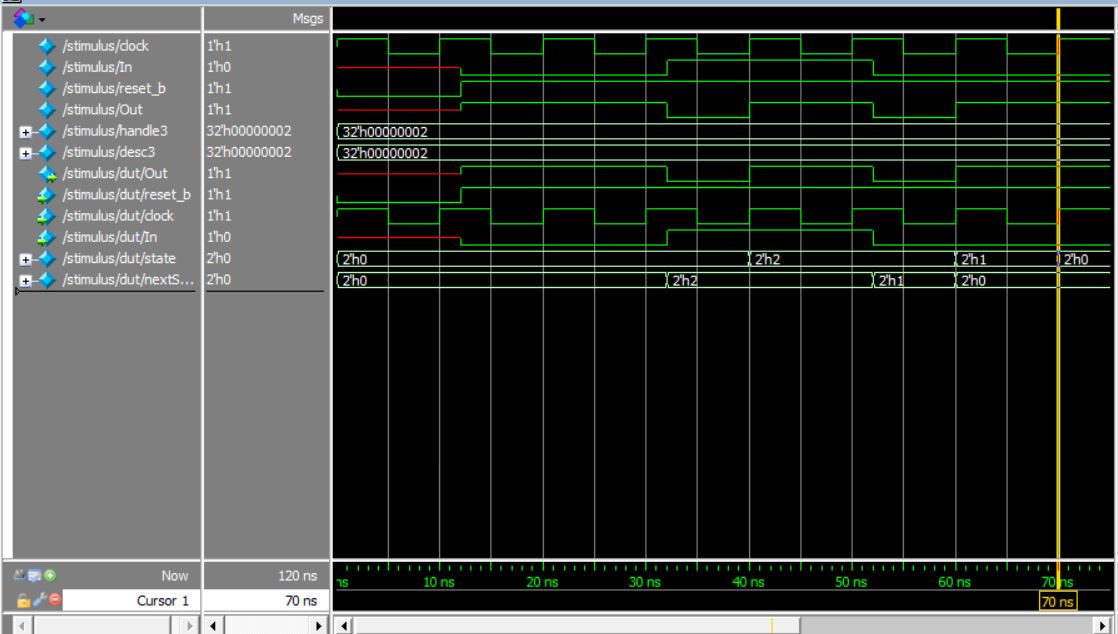 Msgs
/stimulus/clock 1'h1
/stimulus/In 1'h0
/stimulus/reset_b 1'h1
/stimulus/Out 1'h1
/stimulus/handle3 32'h00000002 32'h00000002
/stimulus/desc3 32'h00000002 32'h00000002
/stimulus/dut/Out 1'h1
/stimulus/dut/reset_b 1'h1
/stimulus/dut/clock 1'h1
/stimulus/dut/In 1'h0
/stimulus/dut/state 2'h0 2'h0 2'h2 2'h1 2'h0
/stimulus/dut/nextS... 2'h0 2'h0 2'h2 2'h1 2'h0
Now 120 ns ns 10 ns 20 ns 30 ns 40 ns 50 ns 60 ns 70 ns
Cursor 1 70 ns 70 ns